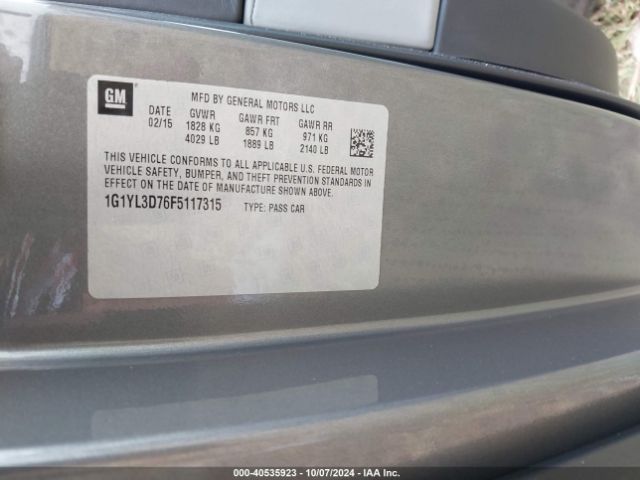 GM
MFD BY GENERAL MOTORS LLC
DATE GVWR GAWR FRT GAWR RR
02/15 1828 KG 857 KG 971 KG
4029 LB 1889 LB 2140 LB
THIS VEHICLE CONFORMS TO ALL APPLICABLE U.S. FEDERAL MOTOR
VEHICLE SAFETY, BUMPER, AND THEFT PREVENTION STANDARDS IN
EFFECT ON THE DATE OF MANUFACTURE SHOWN ABOVE.
1G1YL3D76F5117315 TYPE: PASS CAR
000-40535923 - 10/07/2024 - IAA Inc.